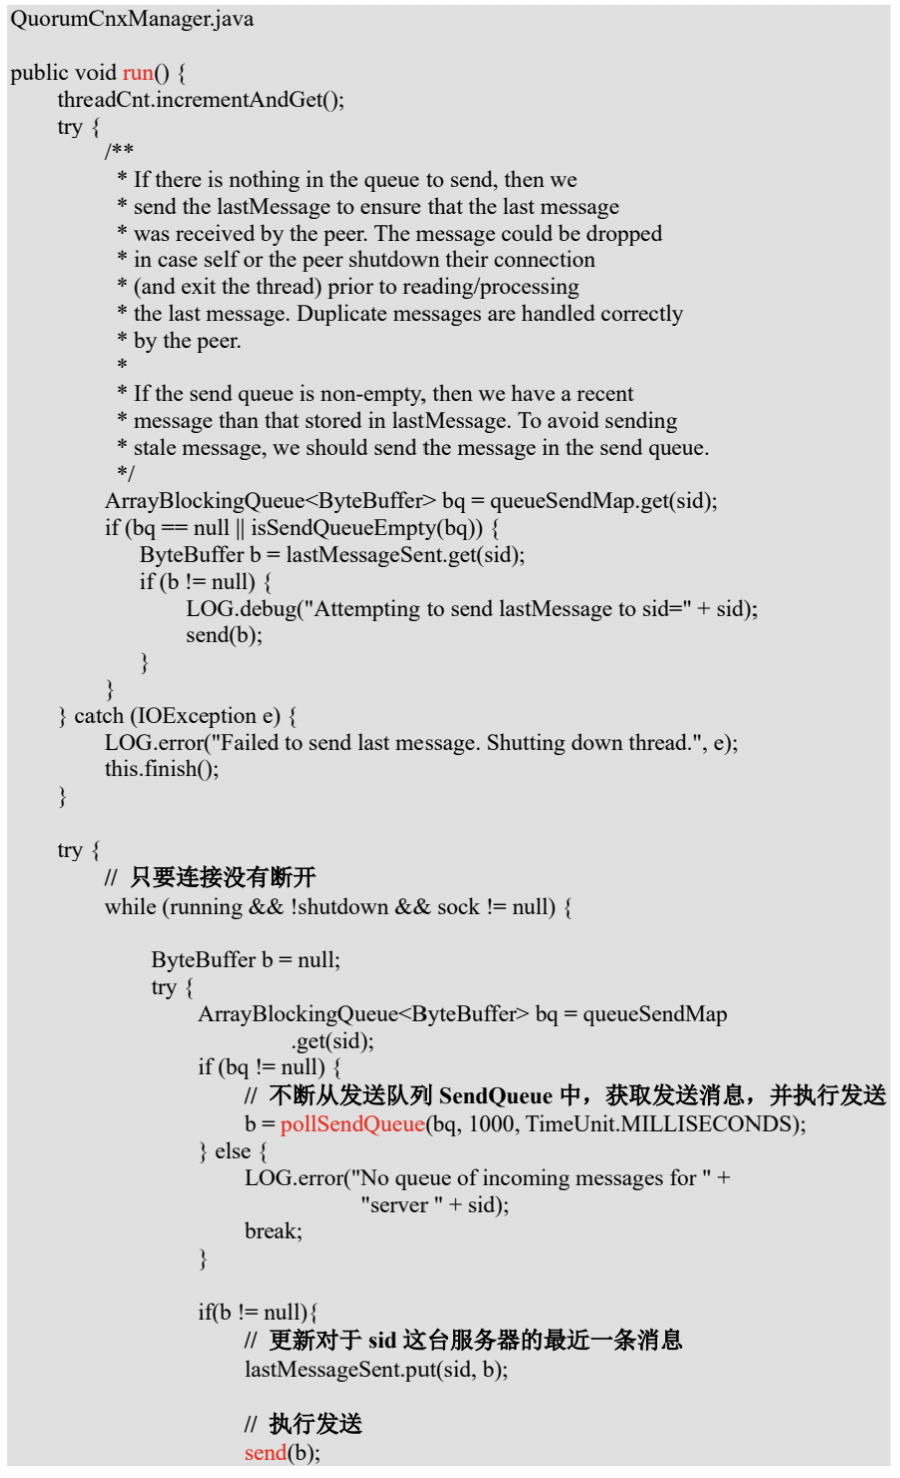 QuorumCnxManager.java
public void run() {
threadCnt.incrementAndGet();
try {
/**
* If there is nothing in the queue to send, then we
* send the lastMessage to ensure that the last message
* was received by the peer. The message could be dropped
* in case self or the peer shutdown their connection
* (and exit the thread) prior to reading/processing
* the last message. Duplicate messages are handled correctly
* by the peer.
*
* If the send queue is non-empty, then we have a recent
* message than that stored in lastMessage. To avoid sending
* stale message, we should send the message in the send queue.
*/
ArrayBlockingQueue<ByteBuffer> bq = queueSendMap.get(sid);
if (bq == null || isSendQueueEmpty(bq)) {
ByteBuffer b = lastMessageSent.get(sid);
if (b != null) {
LOG.debug("Attempting to send lastMessage to sid=" + sid);
send(b);
}
}
} catch (IOException e) {
LOG.error("Failed to send last message. Shutting down thread.", e);
this.finish();
}
try {
// 只要连接没有断开
while (running && !shutdown && sock != null) {
ByteBuffer b = null;
try {
ArrayBlockingQueue<ByteBuffer> bq = queueSendMap
.get(sid);
if (bq != null) {
// 不断从发送队列 SendQueue 中，获取发送消息，并执行发送
b = pollSendQueue(bq, 1000, TimeUnit.MILLISECONDS);
} else {
LOG.error("No queue of incoming messages for " +
"server " + sid);
break;
}
if(b != null){
// 更新对于 sid 这台服务器的最近一条消息
lastMessageSent.put(sid, b);
// 执行发送
send(b);